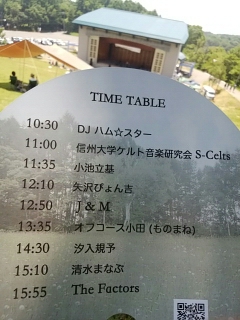 TIME TABLE
10:30 DJ ハム☆スター
11:00 信州大学ケルト音楽研究会 S-Celts
11:35 小池立基
12:10 矢沢ぴょん吉
12:50 J & M
13:35 オフコース小田 (ものまね)
14:30 汐入規予
15:10 清水まなぶ
15:55 The Factors